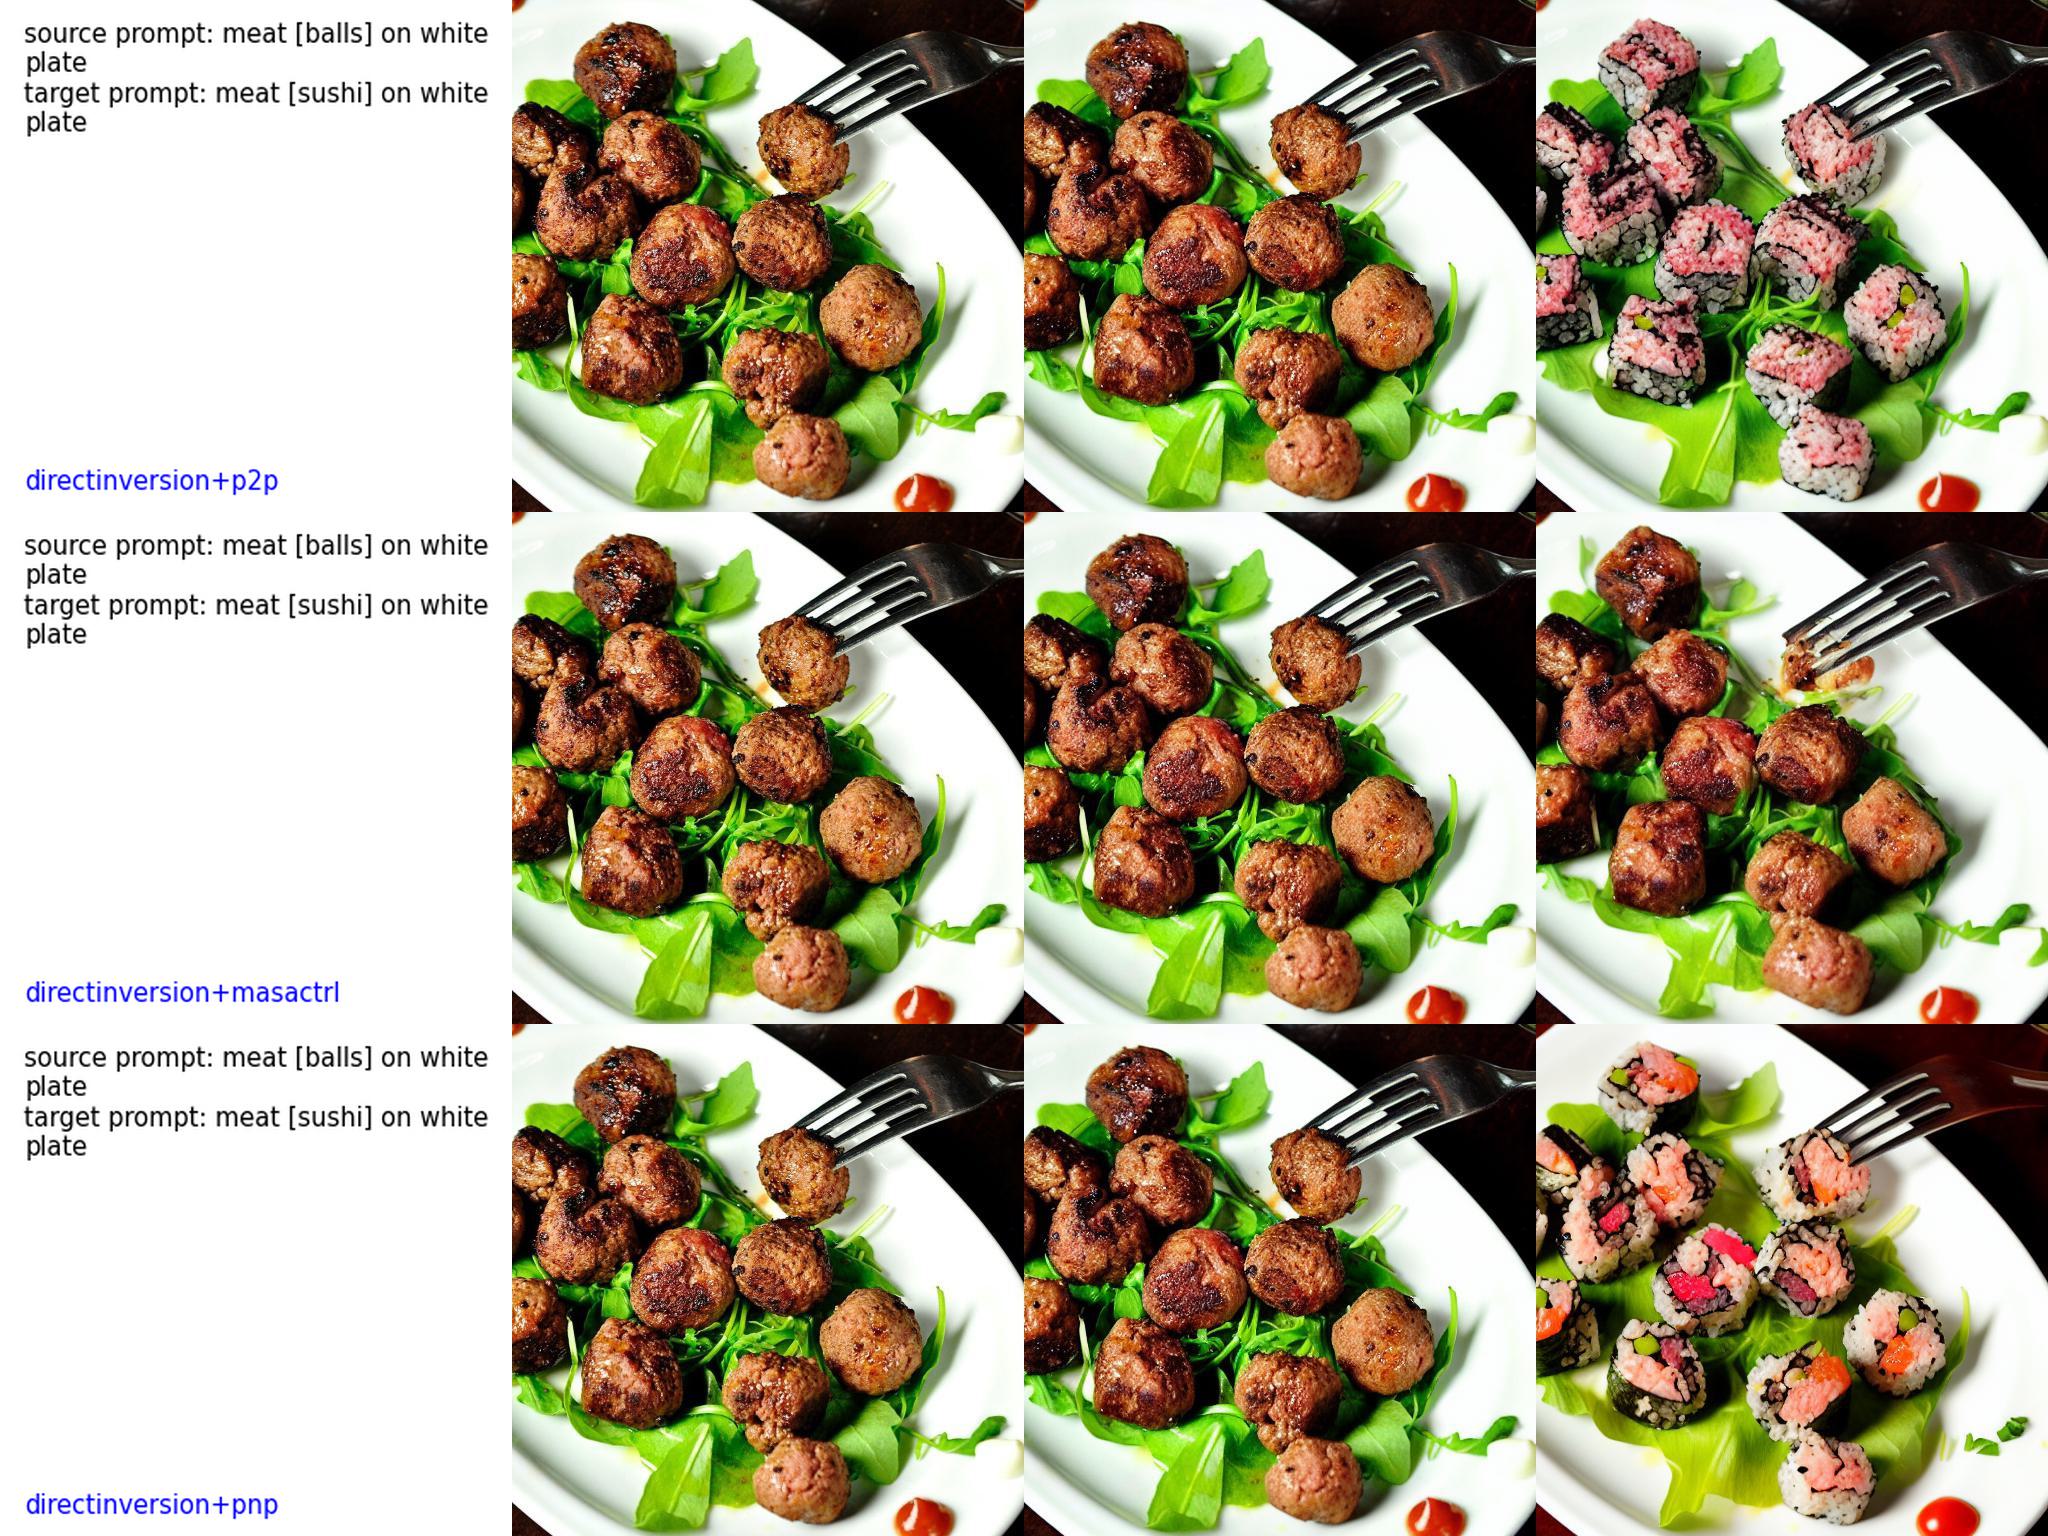 source prompt: meat [balls] on white
plate
target prompt: meat [sushi] on white
plate
directinversion+p2p
source prompt: meat [balls] on white
plate
target prompt: meat [sushi] on white
plate
directinversion+masactrl
source prompt: meat [balls] on white
plate
target prompt: meat [sushi] on white
plate
directinversion+pnp